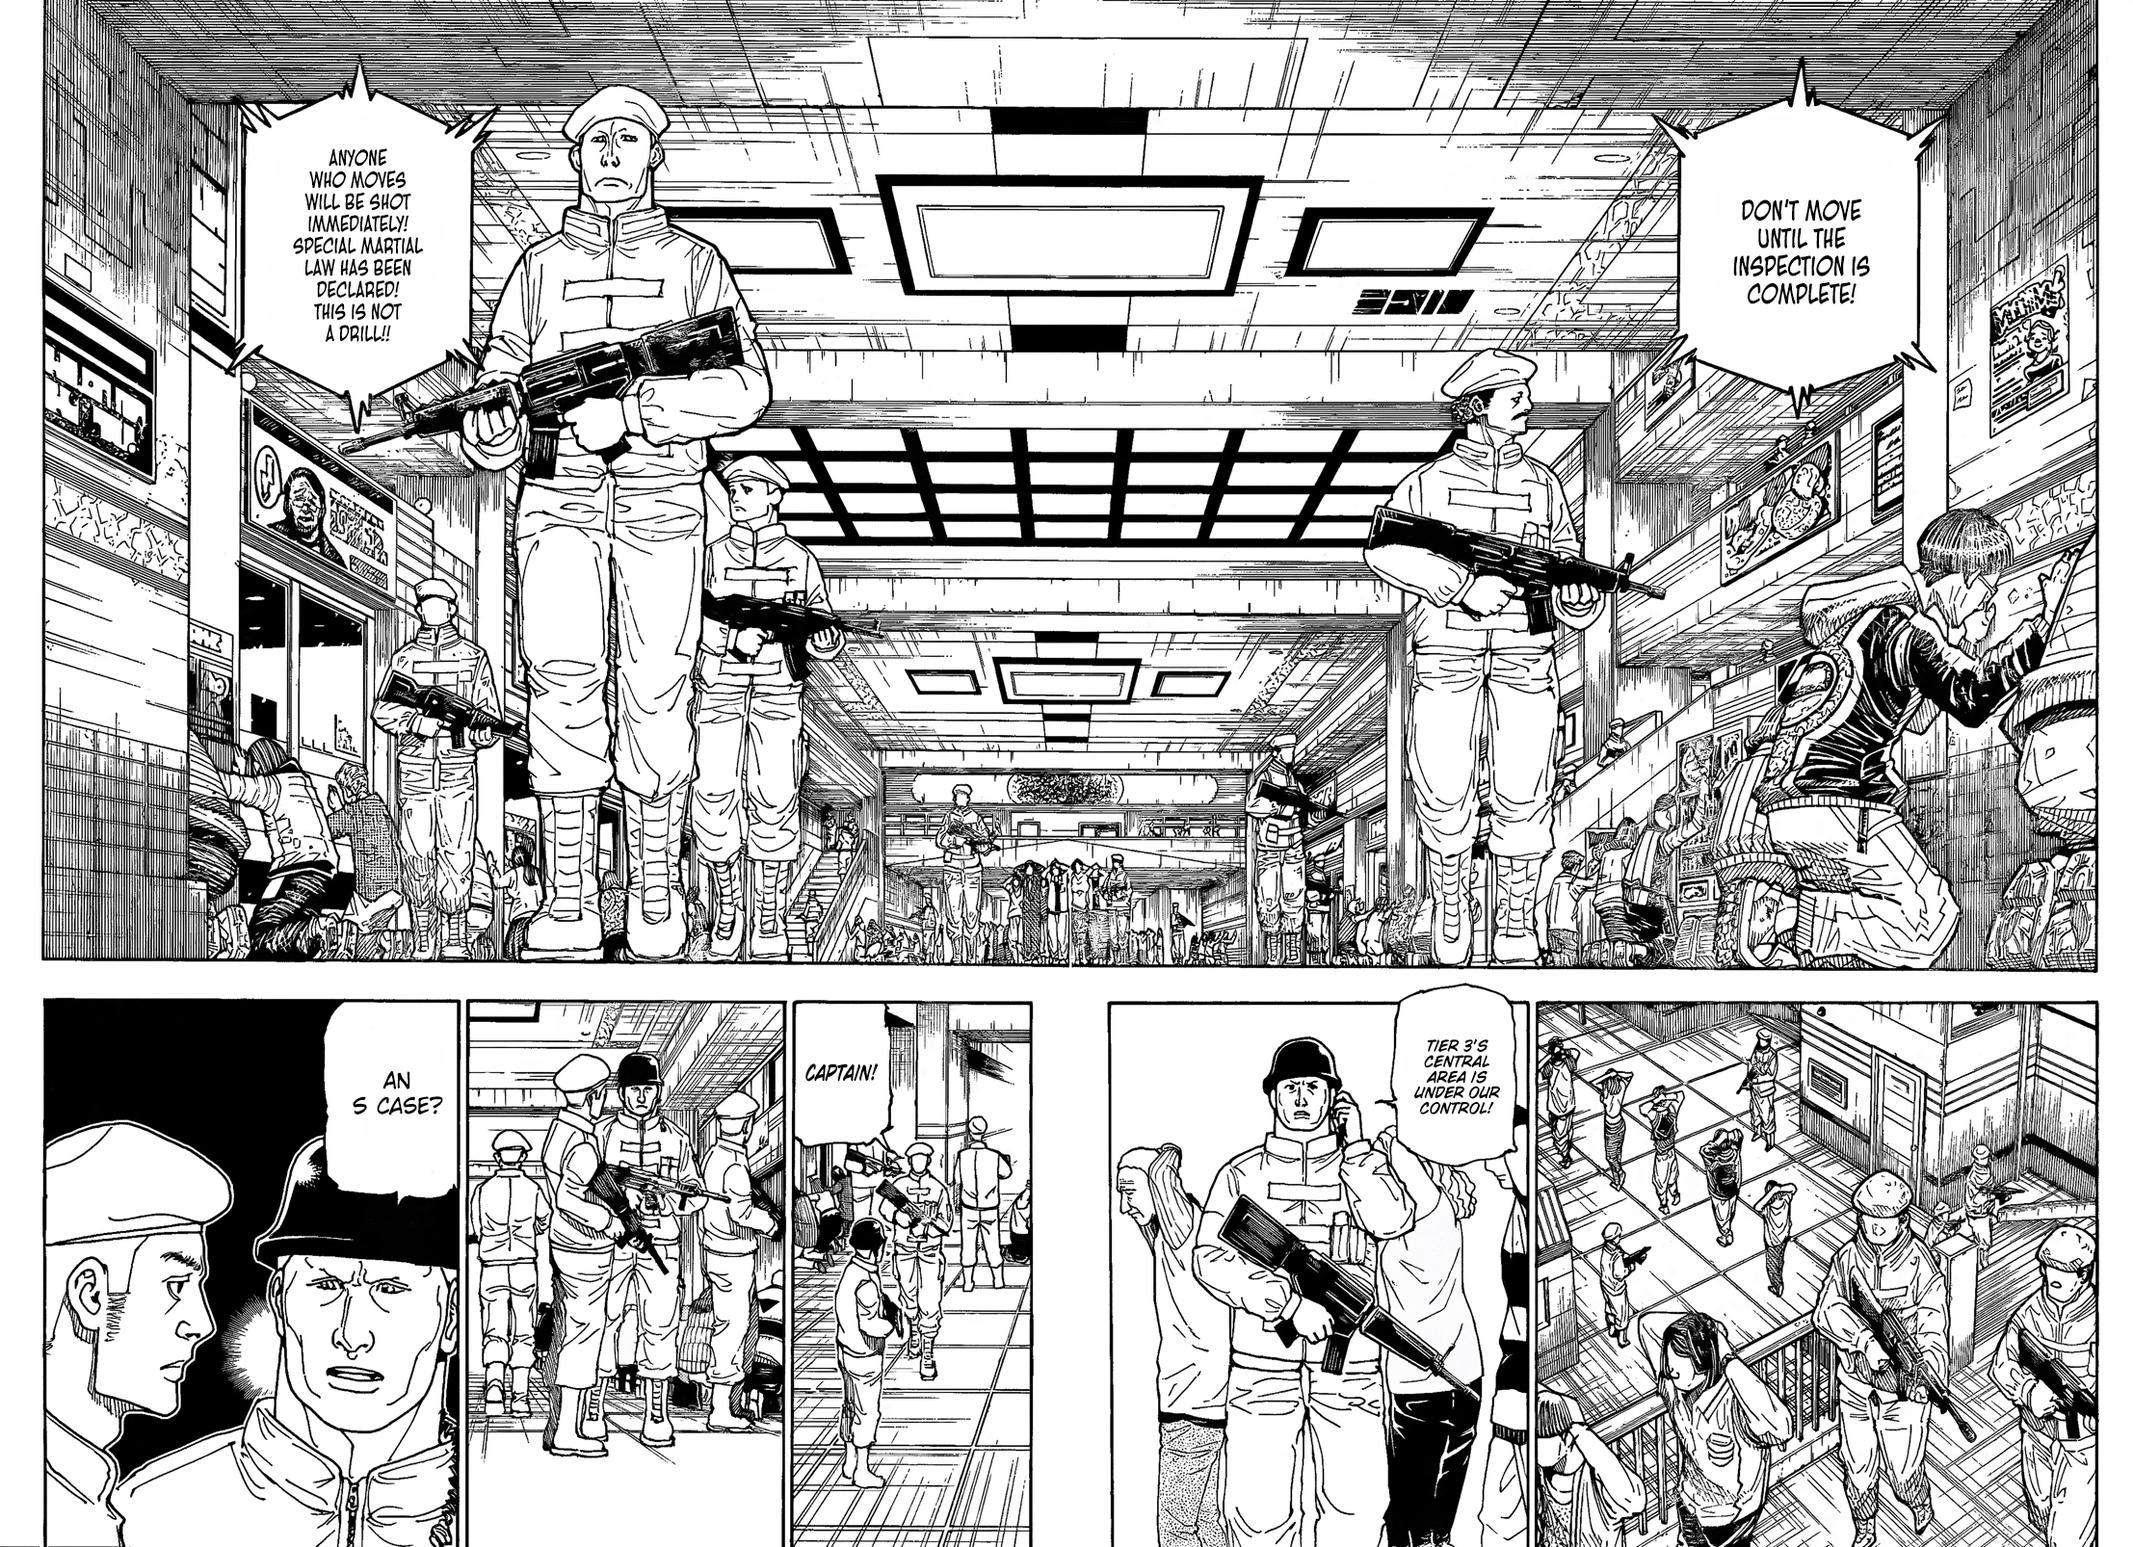 DON'T MOVE
UNTIL THE
INSPECTION IS
COMPLETE!
ANYONE
WHO MOVES
WILL BE SHOT
IMMEDIATELY!
SPECIAL MARTIAL
LAW HAS BEEN
DECLARED!
THIS IS NOT
A DRILL!!
TIER 3'S
CENTRAL
AREA IS
UNDER OUR
CONTROL!
CAPTAIN!
AN
S CASE?